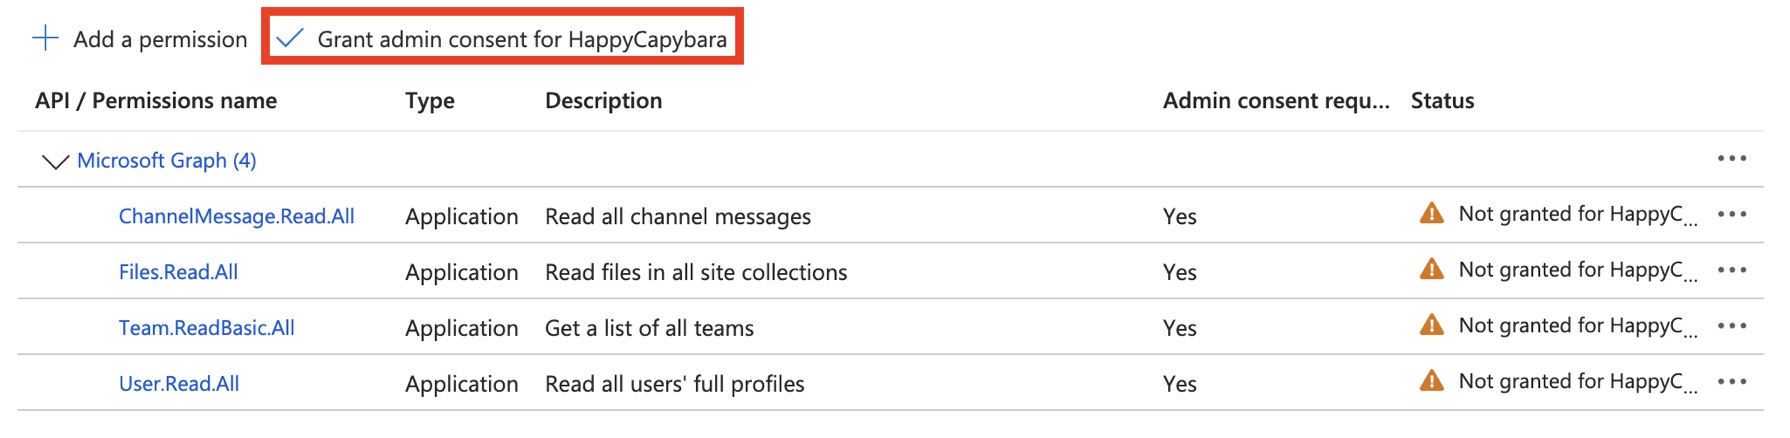 Add a permission Grant admin consent for HappyCapybara
API / Permissions name Type Description Admin consent requ... Status
Microsoft Graph (4)
ChannelMessage.Read.All Application Read all channel messages Yes Not granted for HappyC...
Files.Read.All Application Read files in all site collections Yes Not granted for HappyC...
Team.ReadBasic.All Application Get a list of all teams Yes Not granted for HappyC...
User.Read.All Application Read all users' full profiles Yes Not granted for HappyC...